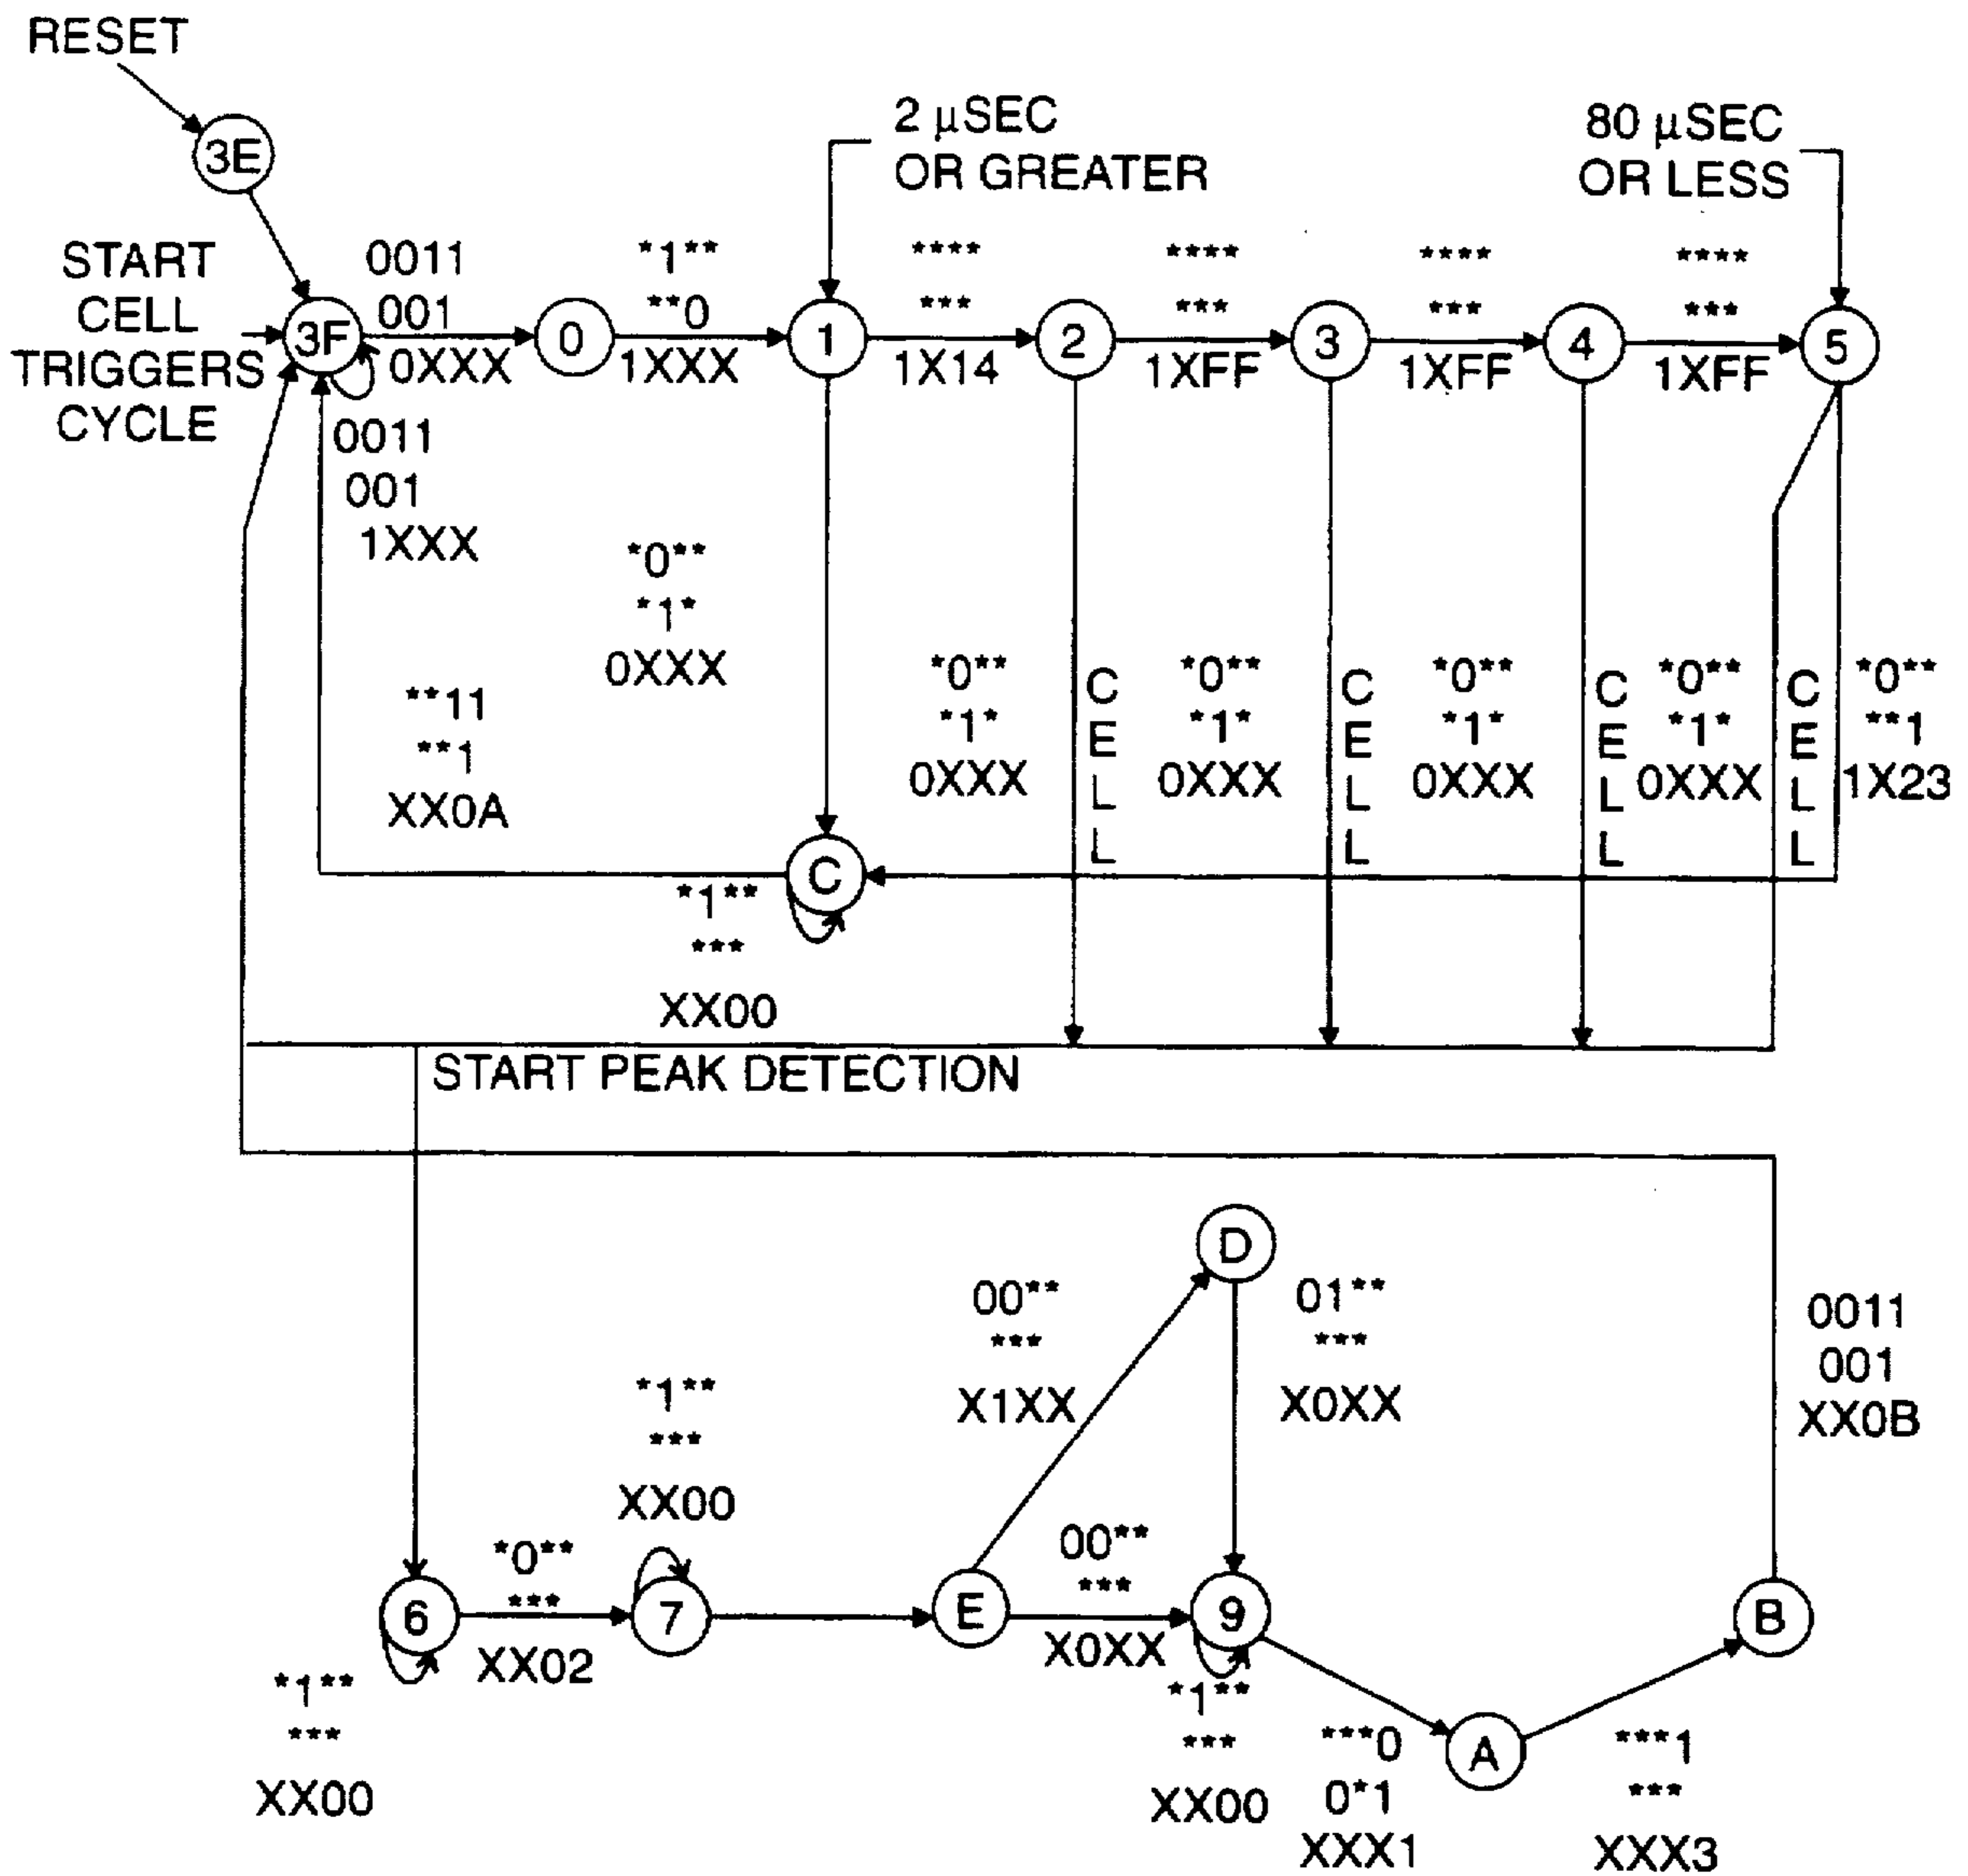 RESET
3E
2 µSEC
OR GREATER
80 µSEC
OR LESS
START
CELL
TRIGGERS
CYCLE
3F
0011
001
0XXX
0
*1**
**0
1XXX
1
****
***
1X14
2
****
***
1XFF
3
****
***
1XFF
4
****
***
1XFF
5
0011
001
1XXX
*0**
*1*
0XXX
**11
**1
XX0A
*0**
*1*
0XXX
CELL
*0**
*1*
0XXX
CELL
*0**
*1*
0XXX
CELL
*0**
*1*
0XXX
CELL
*0**
**1
1X23
C
*1**
***
XX00
START PEAK DETECTION
D
00**
***
X1XX
01**
***
X0XX
0011
001
XX0B
*1**
***
XX00
6
*0**
***
XX02
7
E
00**
***
X0XX
9
B
*1**
***
XX00
*1**
***
XX00
***0
0*1
XXX1
A
***1
***
XXX3